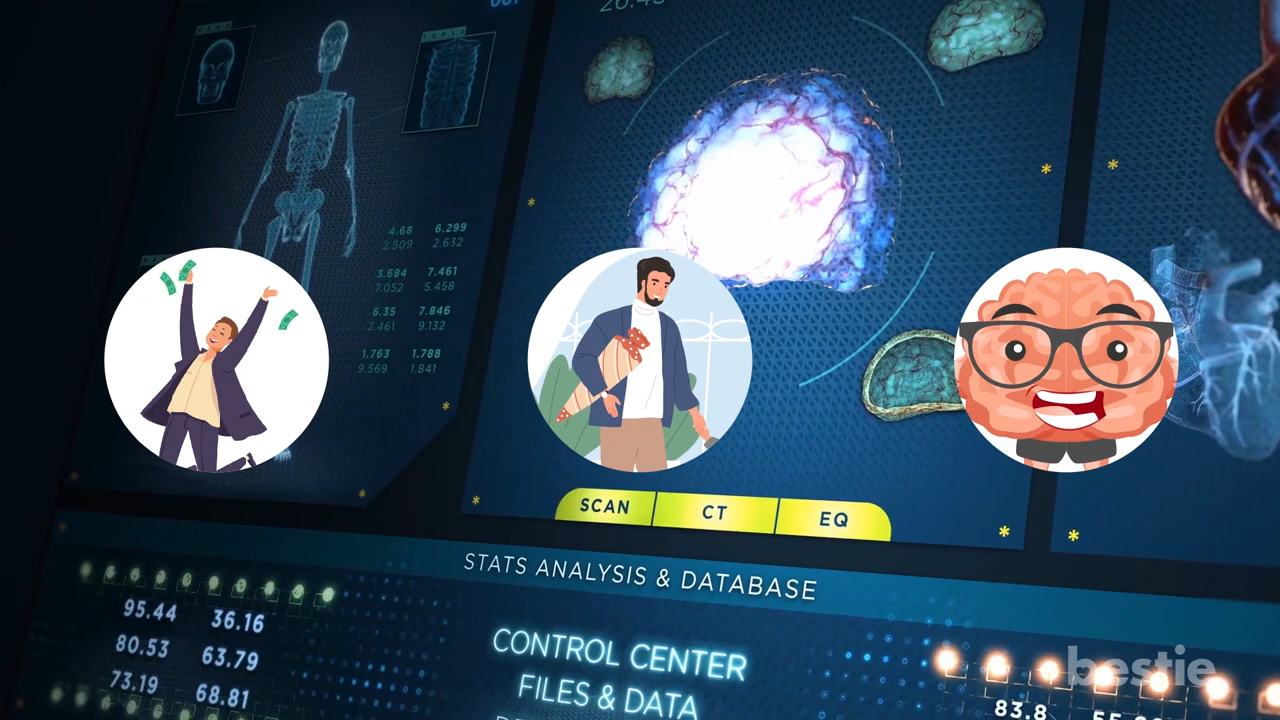 4.68 6.299
2.509 2.632
3.684 7.461
7.052 5.458
6.35 7.846
2.461 9.132
1.763 1.788
9.569 1.841
SCAN CT EQ
STATS ANALYSIS & DATABASE
95.44 36.16
80.53 63.79
73.19 68.81
CONTROL CENTER
FILES & DATA
bestie
83.8